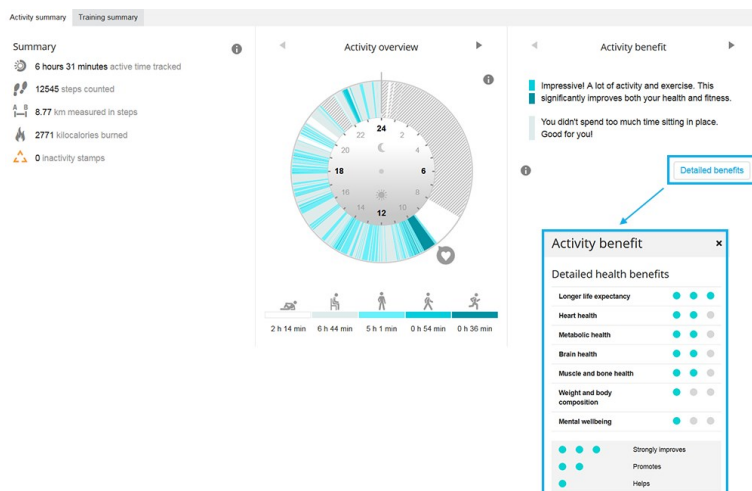 Activity summary
Training summary
Summary
6 hours 31 minutes active time tracked
12545 steps counted
A B
8.77 km measured in steps
2771 kilocalories burned
0 inactivity stamps
Activity overview
24
22
2
20
4
18
6
16
8
14
10
12
2 h 14 min
6 h 44 min
5 h 1 min
0 h 54 min
0 h 36 min
Activity benefit
Impressive! A lot of activity and exercise. This
significantly improves both your health and fitness.
You didn't spend too much time sitting in place.
Good for you!
Detailed benefits
Activity benefit
×
Detailed health benefits
Longer life expectancy
Heart health
Metabolic health
Brain health
Muscle and bone health
Weight and body
composition
Mental wellbeing
Strongly improves
Promotes
Helps